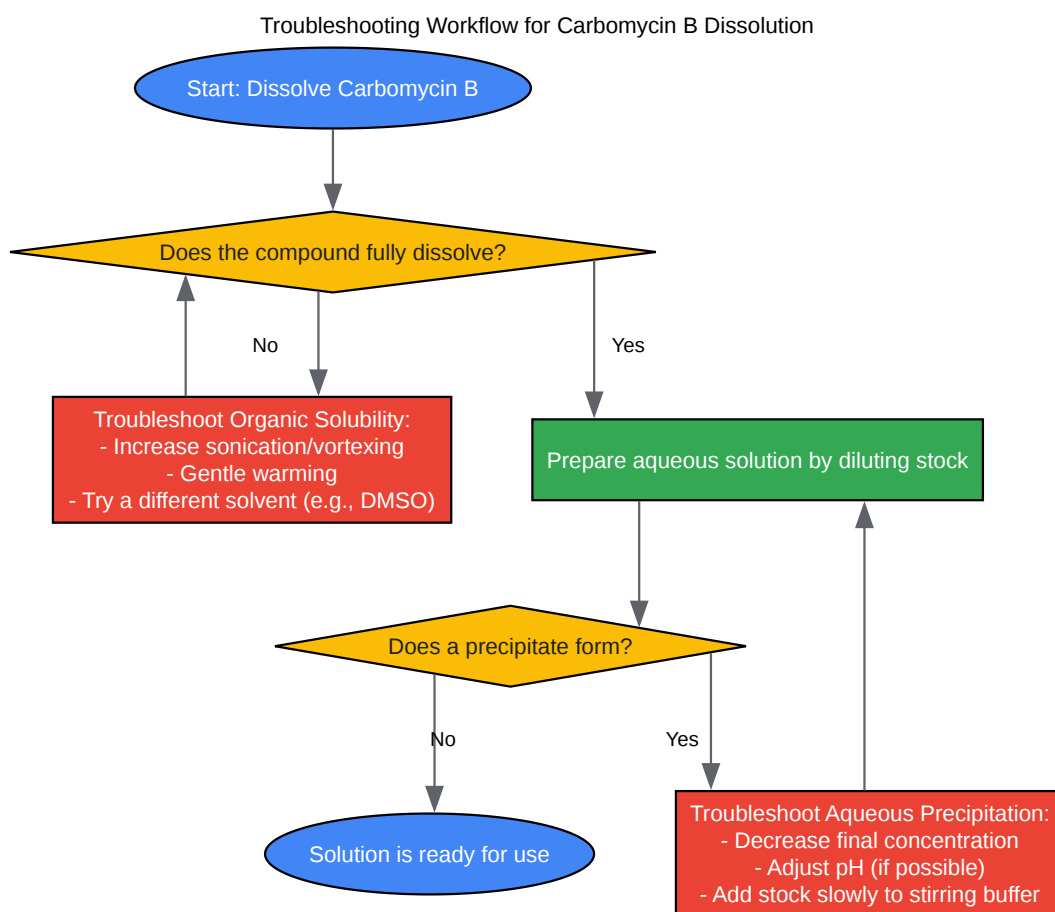 Troubleshooting Workflow for Carbomycin B Dissolution
Start: Dissolve Carbomycin B
Does the compound fully dissolve?
No
Yes
Troubleshoot Organic Solubility:
- Increase sonication/vortexing
- Gentle warming
- Try a different solvent (e.g., DMSO)
Prepare aqueous solution by diluting stock
Does a precipitate form?
No
Yes
Solution is ready for use
Troubleshoot Aqueous Precipitation:
- Decrease final concentration
- Adjust pH (if possible)
- Add stock slowly to stirring buffer